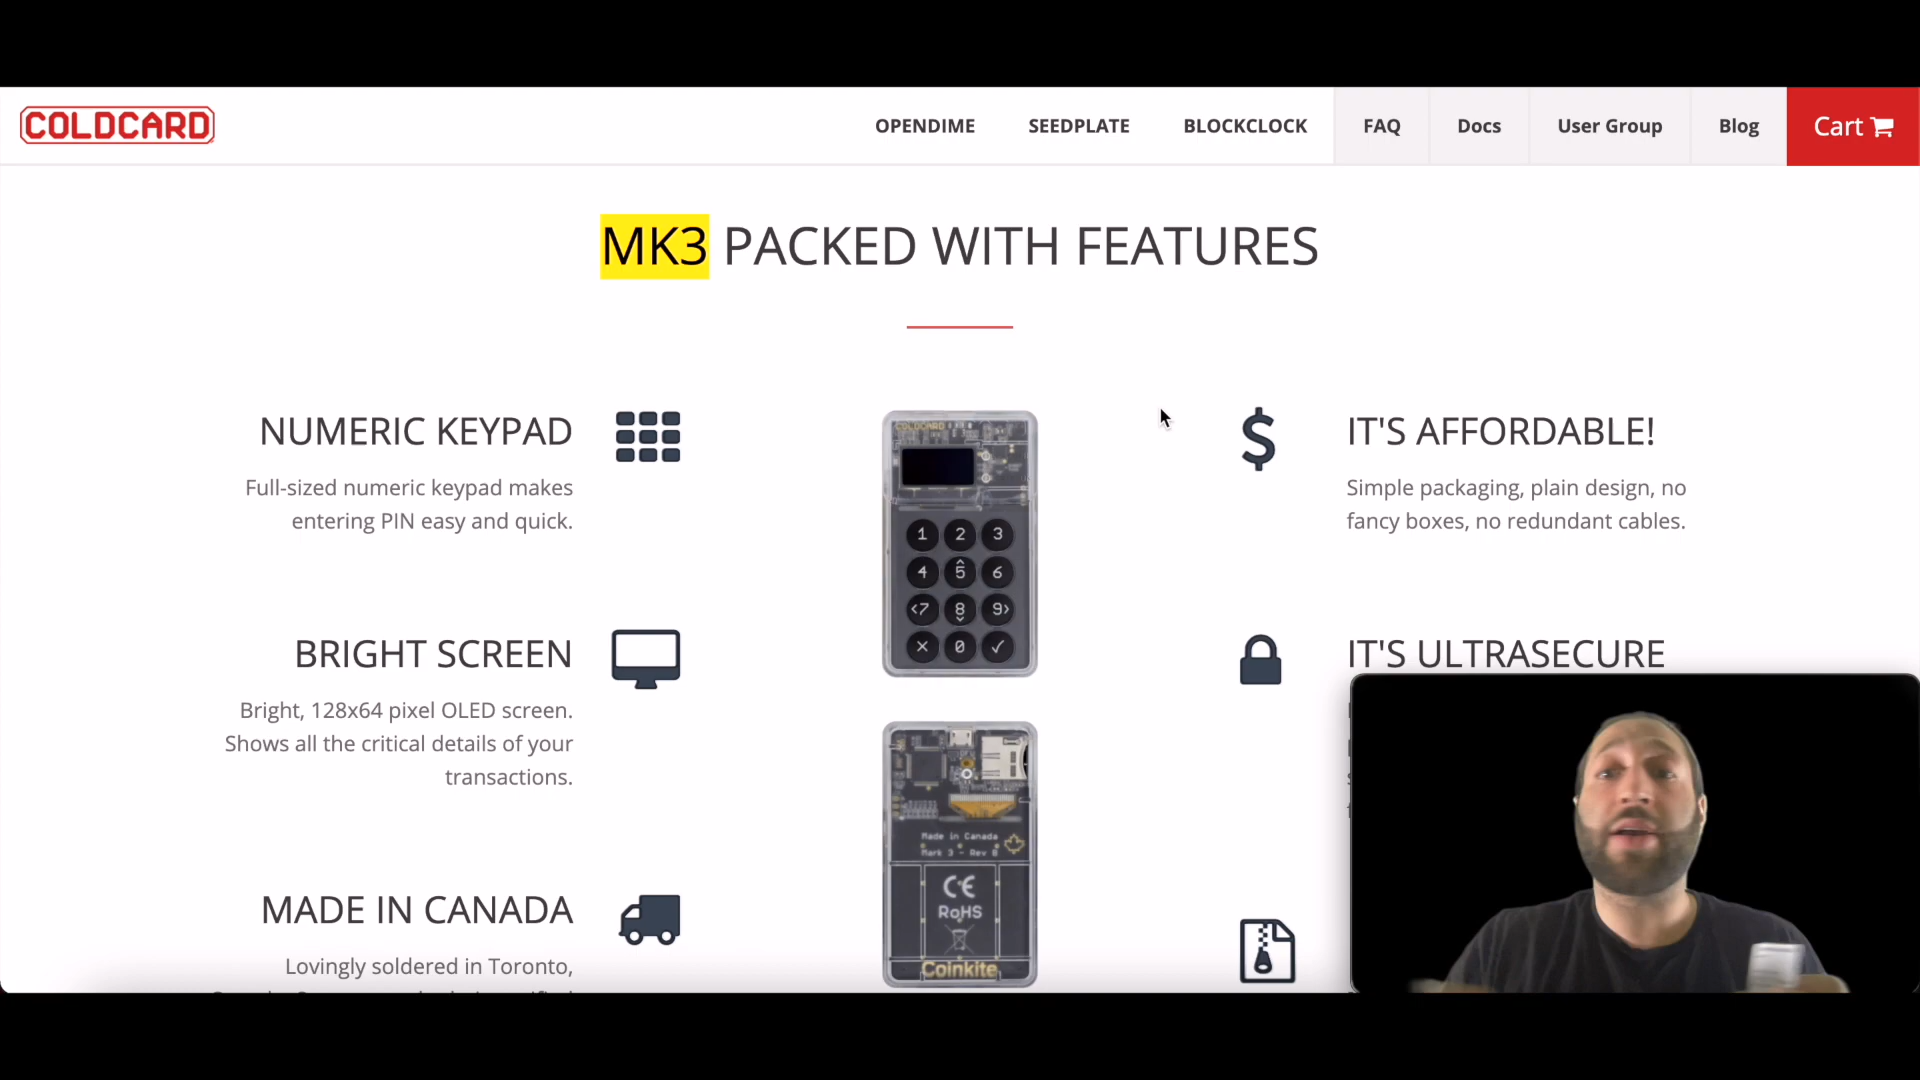 COLDCARD
OPENDIME
SEEDPLATE
BLOCKCLOCK
FAQ
Docs
User Group
Blog
Cart
MK3 PACKED WITH FEATURES
NUMERIC KEYPAD
Full-sized numeric keypad makes
entering PIN easy and quick.
BRIGHT SCREEN
Bright, 128x64 pixel OLED screen.
Shows all the critical details of your
transactions.
MADE IN CANADA
Lovingly soldered in Toronto,
COLDCARD
1 2 3
4 5 6
<7 8 9>
X 0 ✓
Made in Canada
Mark 3 - Rev B
CE
RoHS
Coinkite
IT'S AFFORDABLE!
Simple packaging, plain design, no
fancy boxes, no redundant cables.
IT'S ULTRASECURE